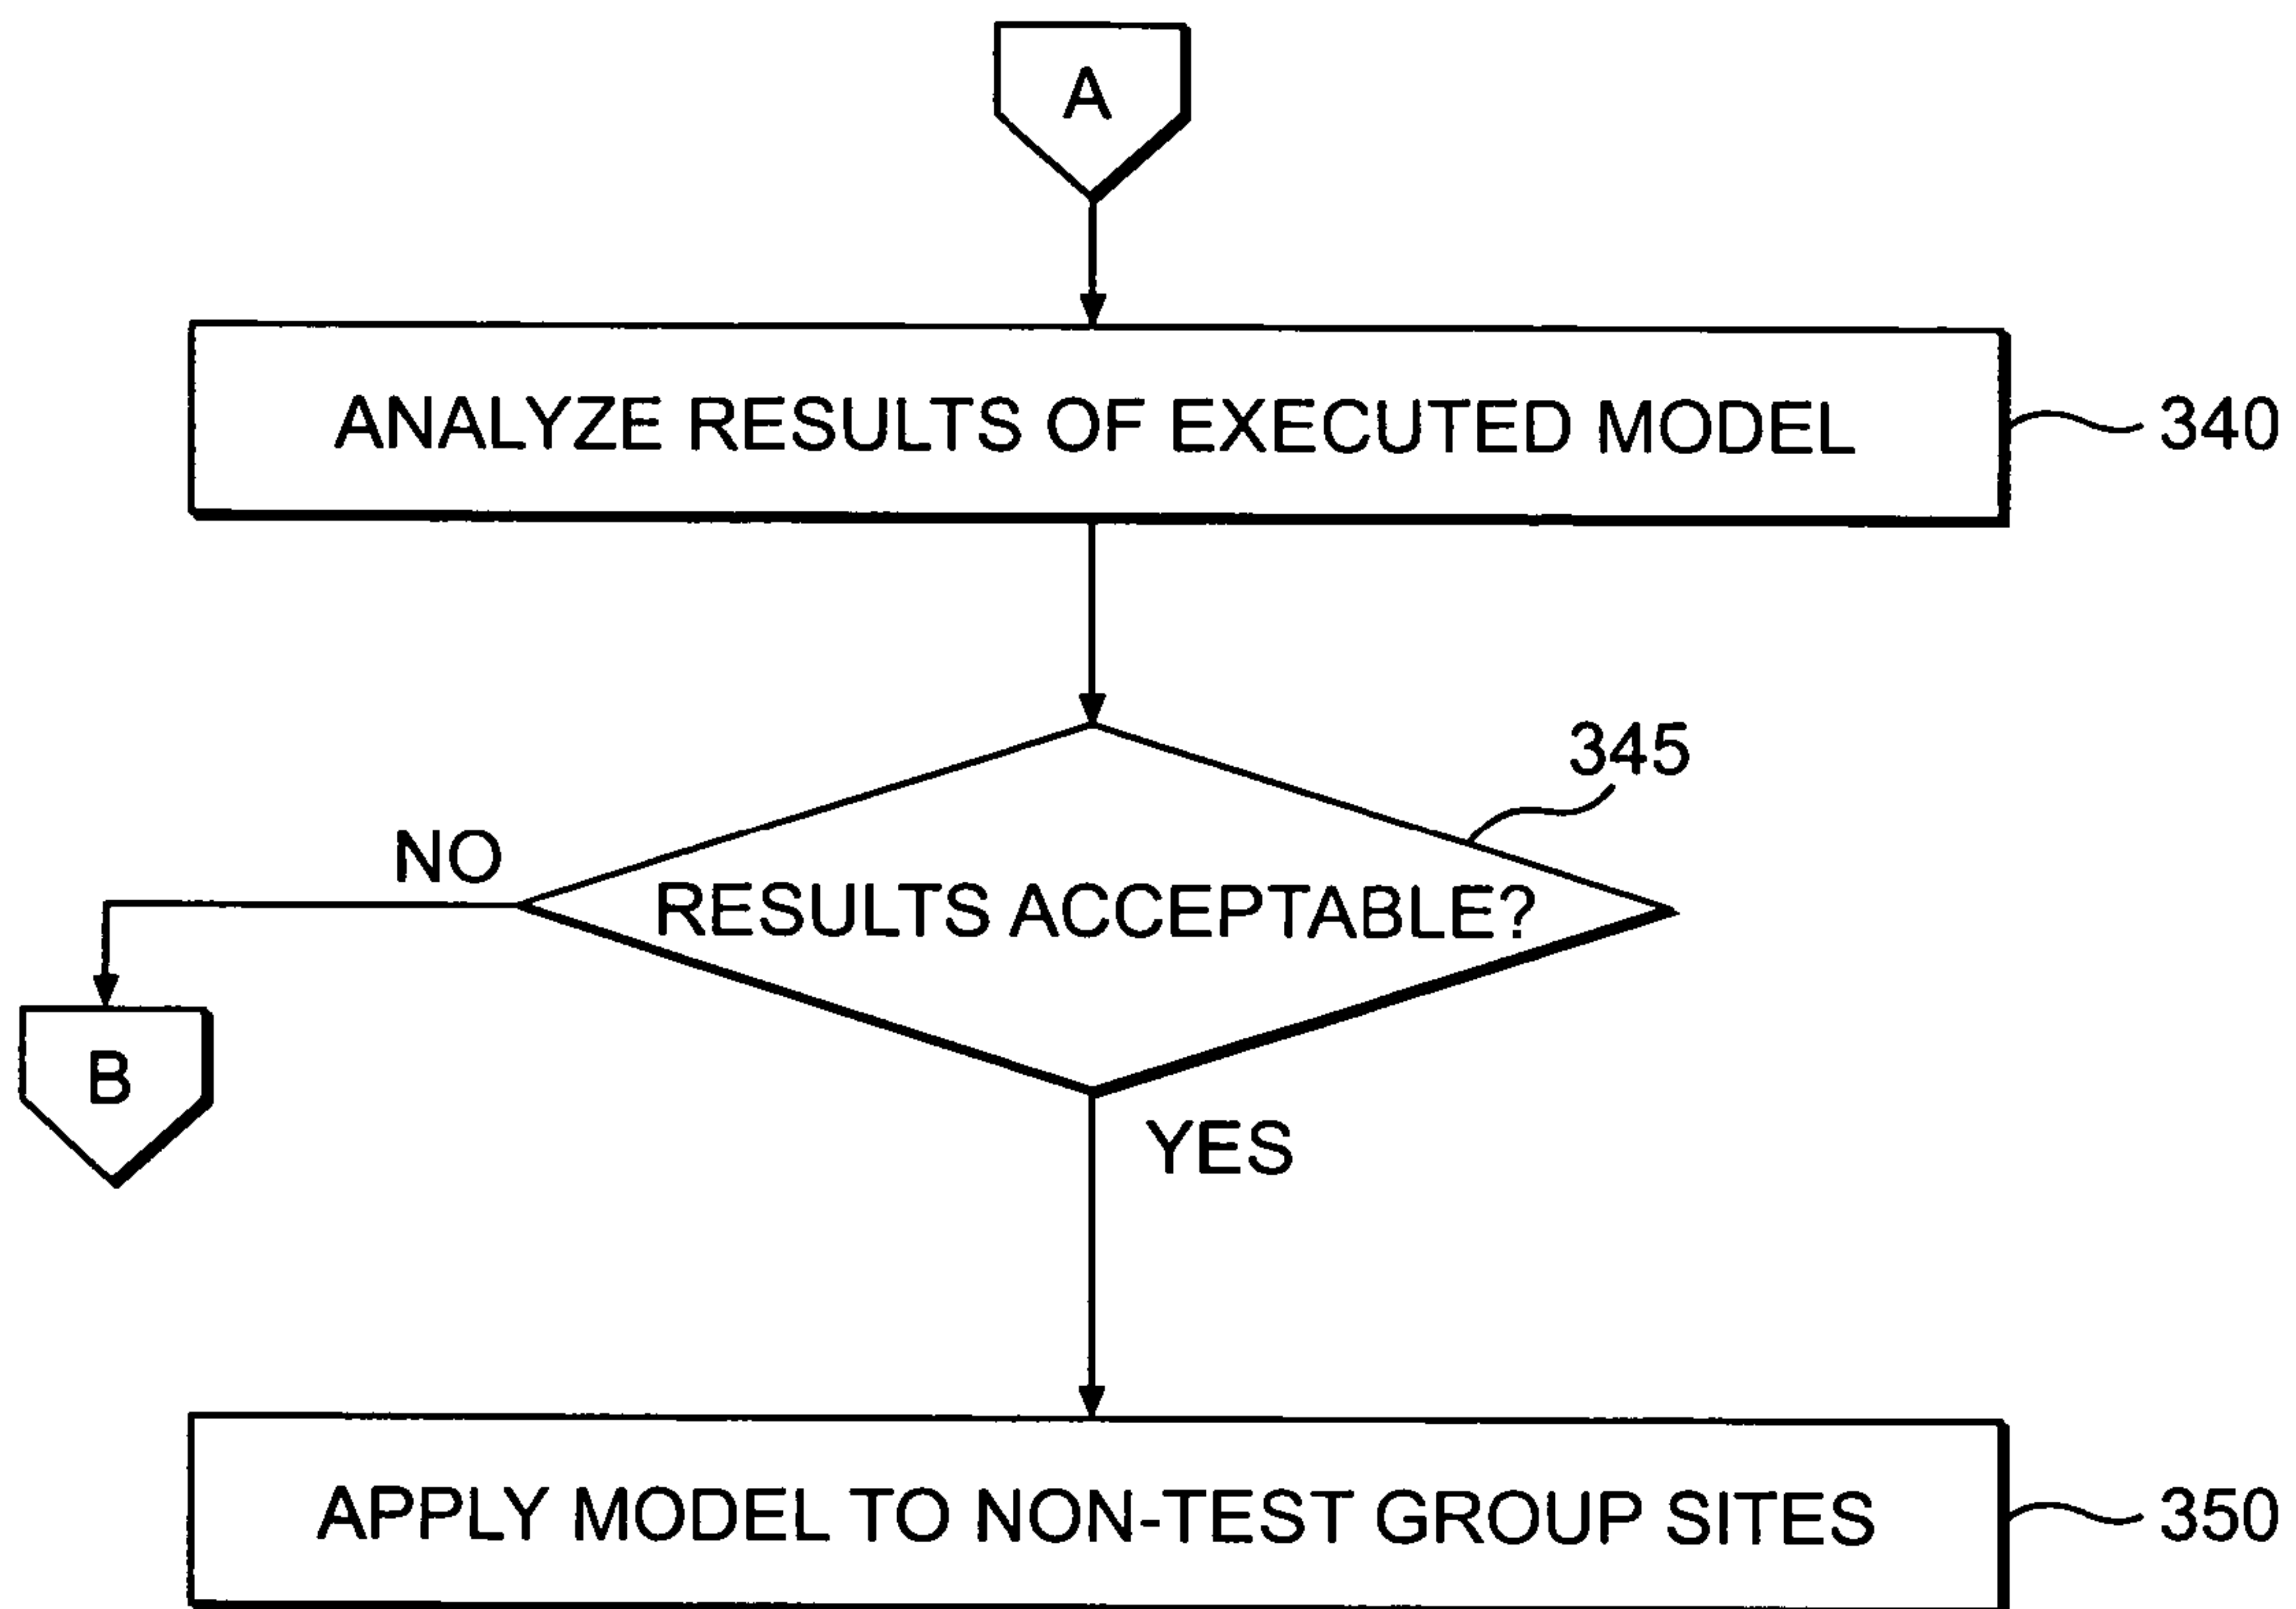 A
ANALYZE RESULTS OF EXECUTED MODEL
340
345
NO
RESULTS ACCEPTABLE?
B
YES
APPLY MODEL TO NON-TEST GROUP SITES
350